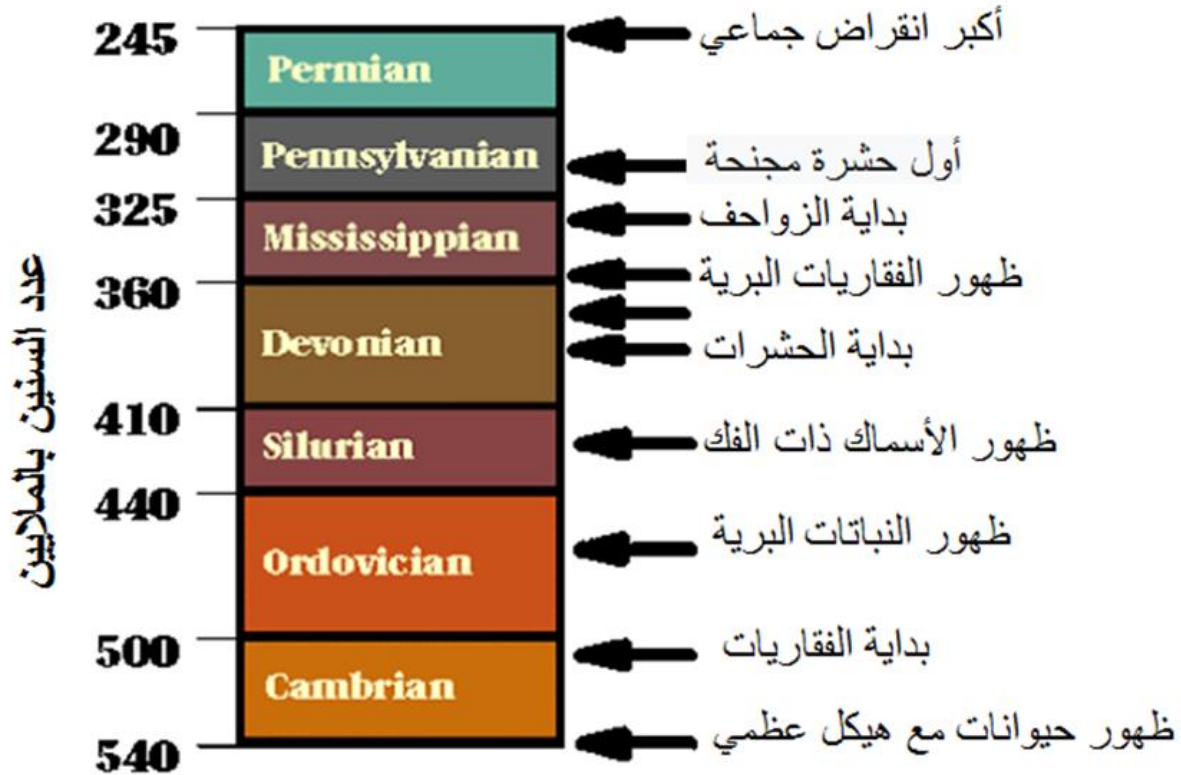 245
أكبر انقراض جماعي
Permian
290
Pennsylvanian
أول حشرة مجنحة
325
بداية الزواحف
Mississippian
ظهور الفقاريات البرية
360
Devonian
بداية الحشرات
410
Silurian
ظهور الأسماك ذات الفك
440
ظهور النباتات البرية
Ordovician
500
بداية الفقاريات
Cambrian
ظهور حيوانات مع هيكل عظمي
540
عدد السنين بالملايين